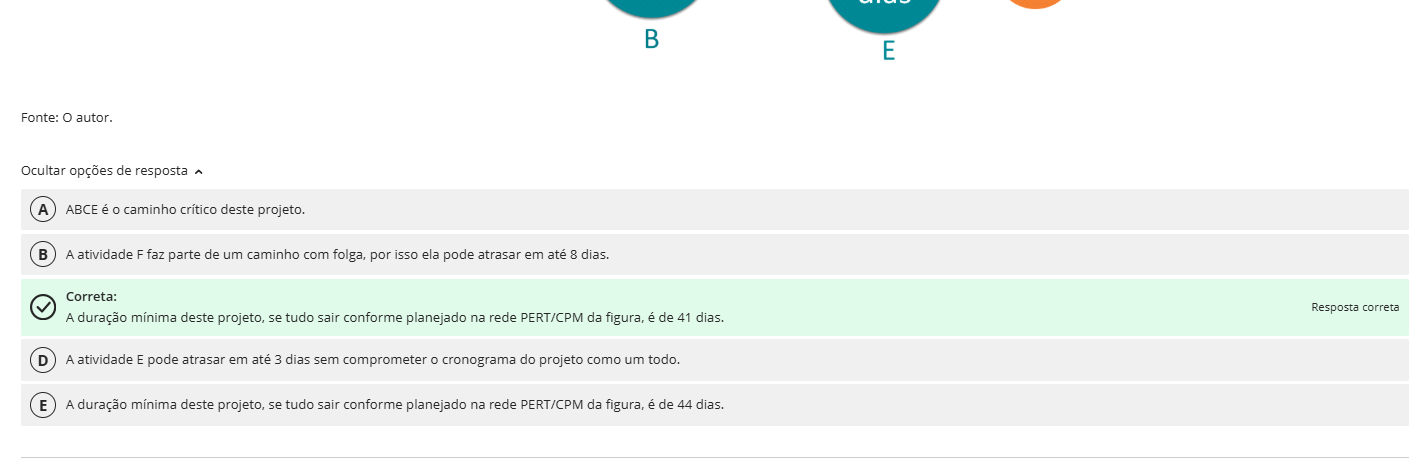 dias
B
E
Fonte: O autor.
Ocultar opções de resposta
A ABCE é o caminho crítico deste projeto.
B A atividade F faz parte de um caminho com folga, por isso ela pode atrasar em até 8 dias.
Correta:
A duração mínima deste projeto, se tudo sair conforme planejado na rede PERT/CPM da figura, é de 41 dias.
Resposta correta
D A atividade E pode atrasar em até 3 dias sem comprometer o cronograma do projeto como um todo.
E A duração mínima deste projeto, se tudo sair conforme planejado na rede PERT/CPM da figura, é de 44 dias.